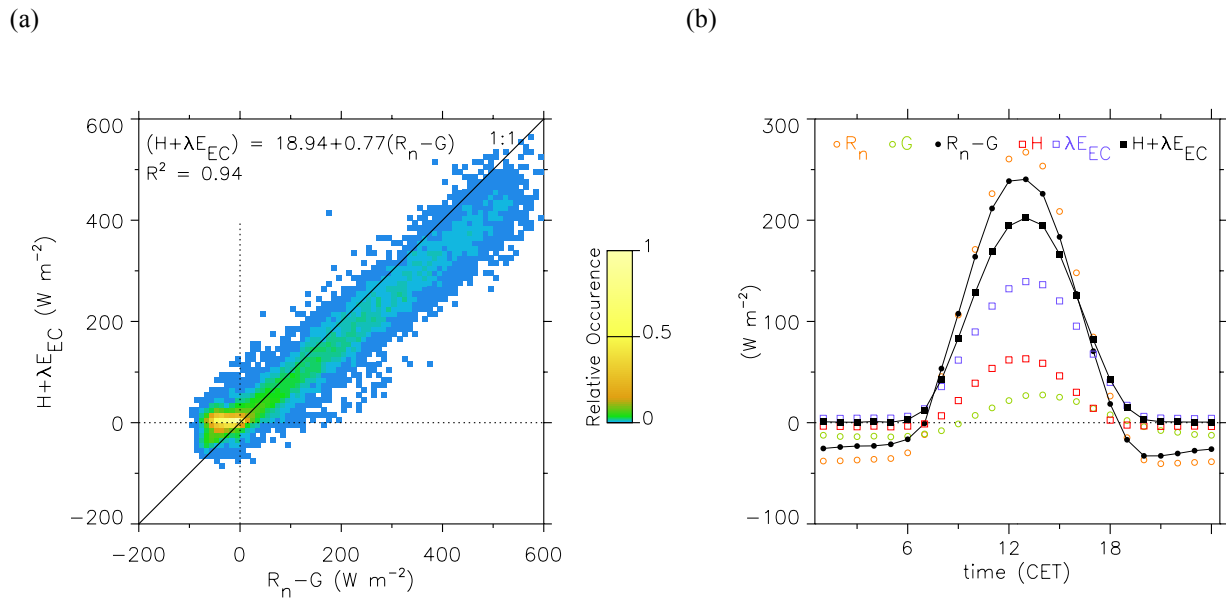 (a)
(b)
600
400
200
0
−200
H+λE_EC (W m⁻²)
(H+λE_EC) = 18.94+0.77(R_n−G)
R² = 0.94
1:1
−200 0 200 400 600
R_n−G (W m⁻²)
1
0.5
0
Relative Occurence
300
200
100
0
−100
(W m⁻²)
R_n G R_n−G H λE_EC H+λE_EC
6 12 18
time (CET)